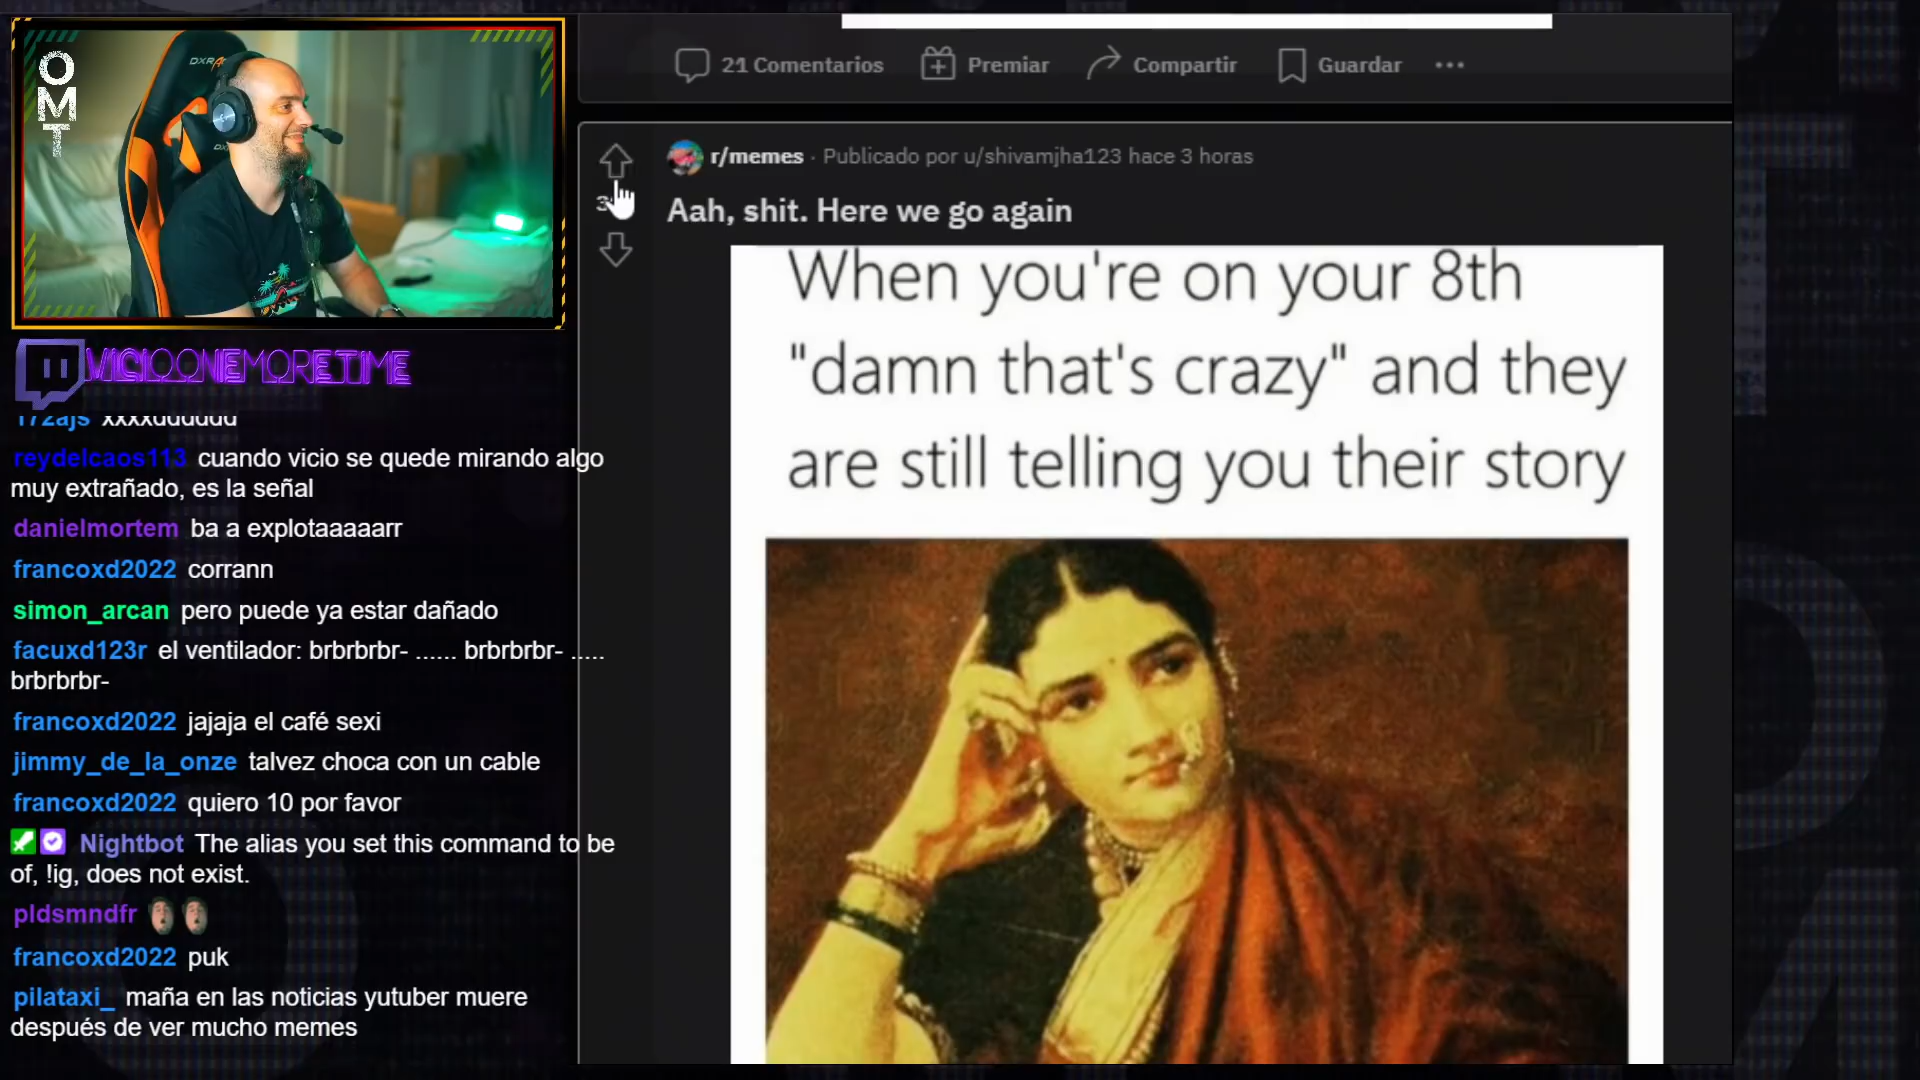 OMT
DXRA
VICIOONEMORETIME
172ajs xxxxdddddd
reydelcaos113 cuando vicio se quede mirando algo
muy extrañado, es la señal
danielmortem ba a explotaaaaarr
francoxd2022 corrann
simon_arcan pero puede ya estar dañado
facuxd123r el ventilador: brbrbrbr- ...... brbrbrbr- .....
brbrbrbr-
francoxd2022 jajaja el café sexi
jimmy_de_la_onze talvez choca con un cable
francoxd2022 quiero 10 por favor
Nightbot The alias you set this command to be
of, !ig, does not exist.
pldsmndfr
francoxd2022 puk
pilataxi_ maña en las noticias yutuber muere
después de ver mucho memes
21 Comentarios Premiar Compartir Guardar ...
r/memes · Publicado por u/shivamjha123 hace 3 horas
Aah, shit. Here we go again
When you're on your 8th
"damn that's crazy" and they
are still telling you their story